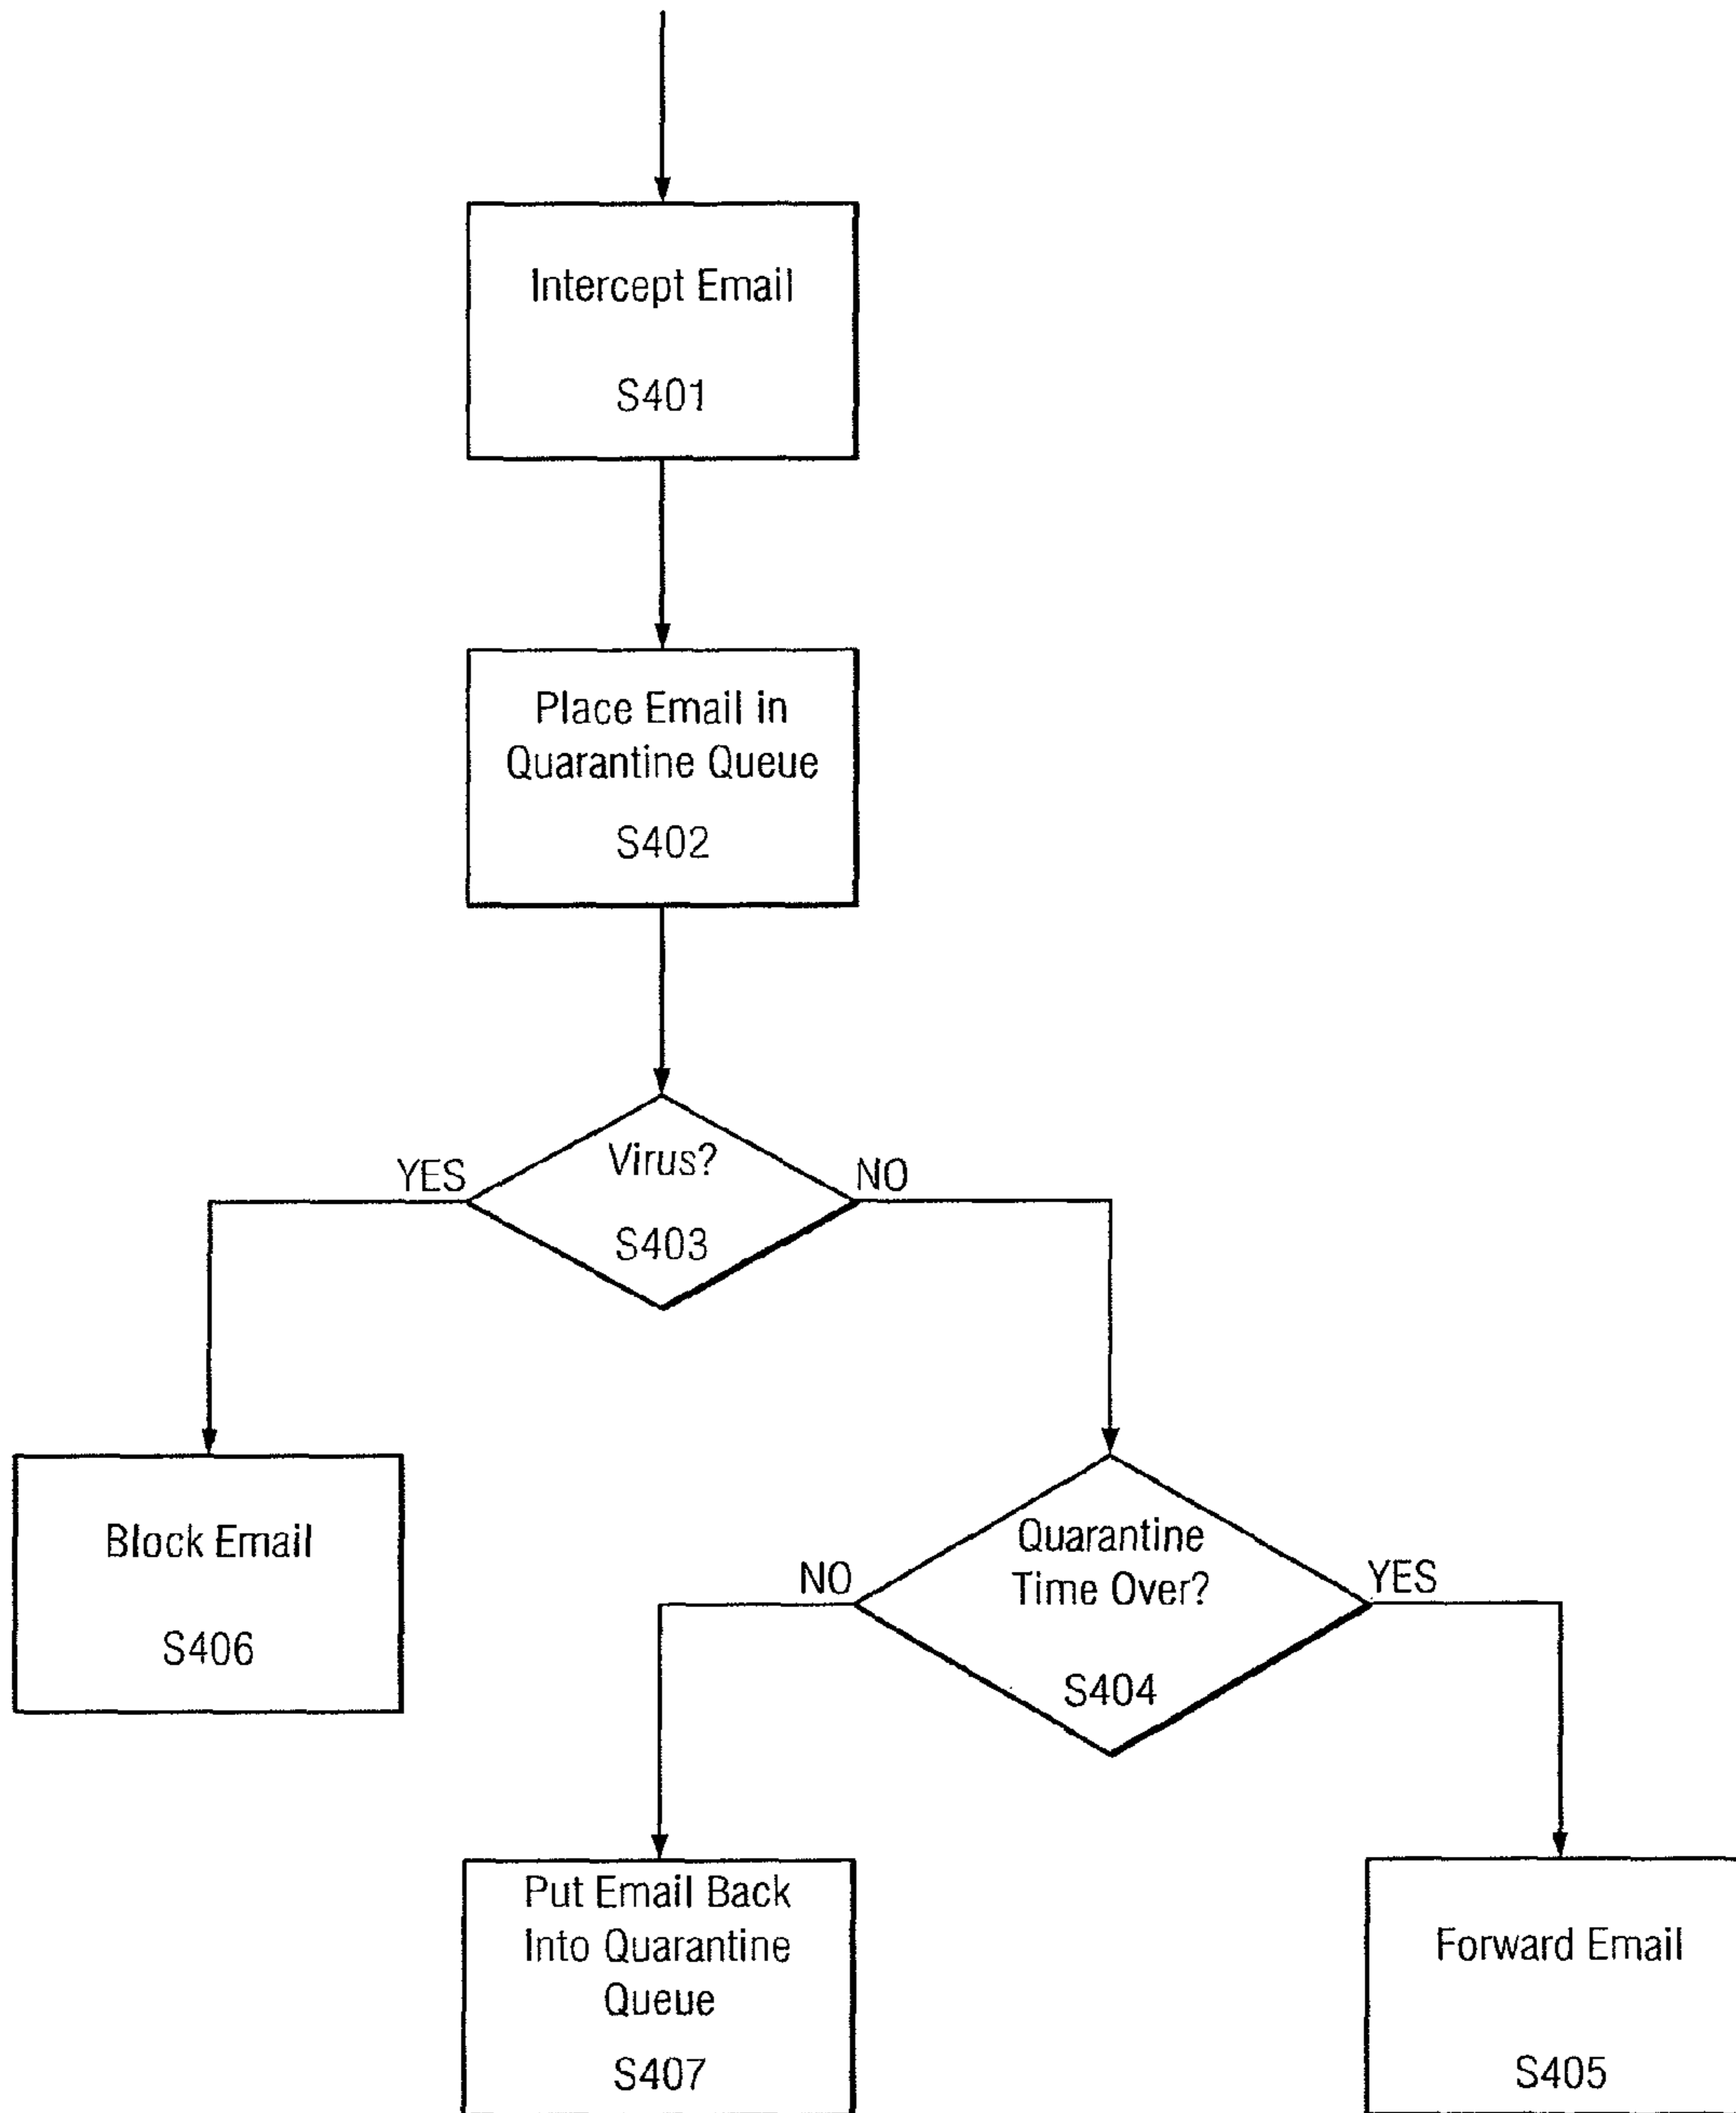 Intercept Email
S401
Place Email in
Quarantine Queue
S402
Virus?
S403
YES
NO
Block Email
S406
Quarantine
Time Over?
S404
NO
YES
Put Email Back
Into Quarantine
Queue
S407
Forward Email
S405